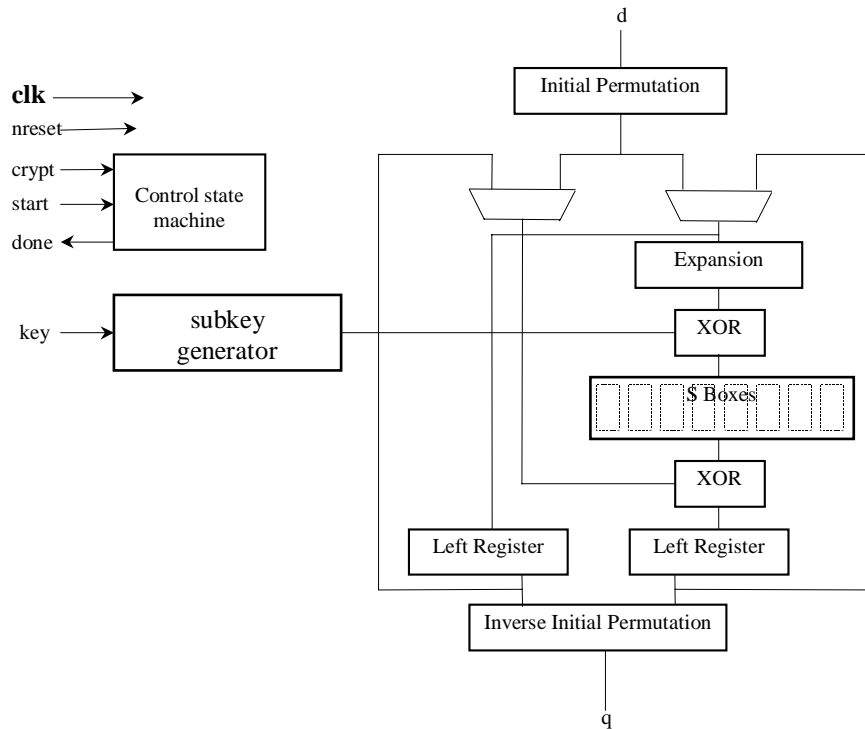 d
Initial Permutation
clk
nreset
crypt
start
done
Control state
machine
Expansion
key
subkey
generator
XOR
S Boxes
XOR
Left Register
Left Register
Inverse Initial Permutation
q